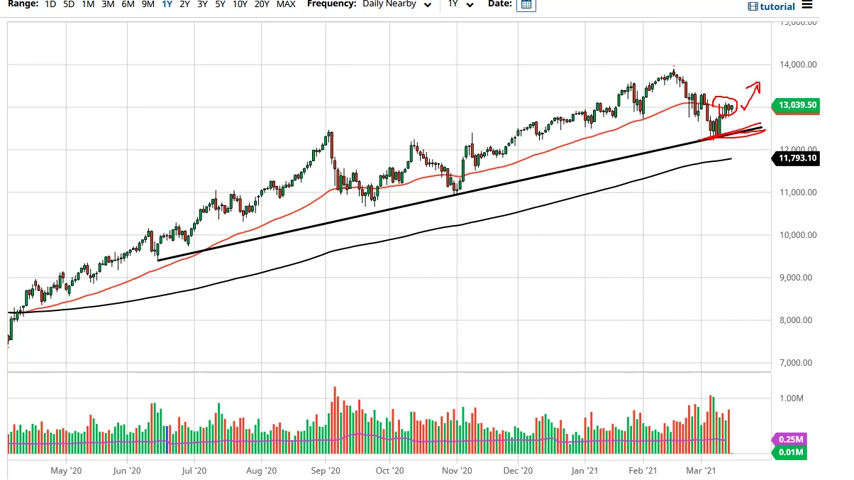 Range: 1D 5D 1M 3M 6M 9M 1Y 2Y 3Y 5Y 10Y 20Y MAX Frequency: Daily Nearby 1Y Date: tutorial
15,000.00
14,000.00
13,039.50
12,000.00
11,793.10
11,000.00
10,000.00
9,000.00
8,000.00
7,000.00
1.00M
0.25M
0.01M
May '20 Jun '20 Jul '20 Aug '20 Sep '20 Oct '20 Nov '20 Dec '20 Jan '21 Feb '21 Mar '21